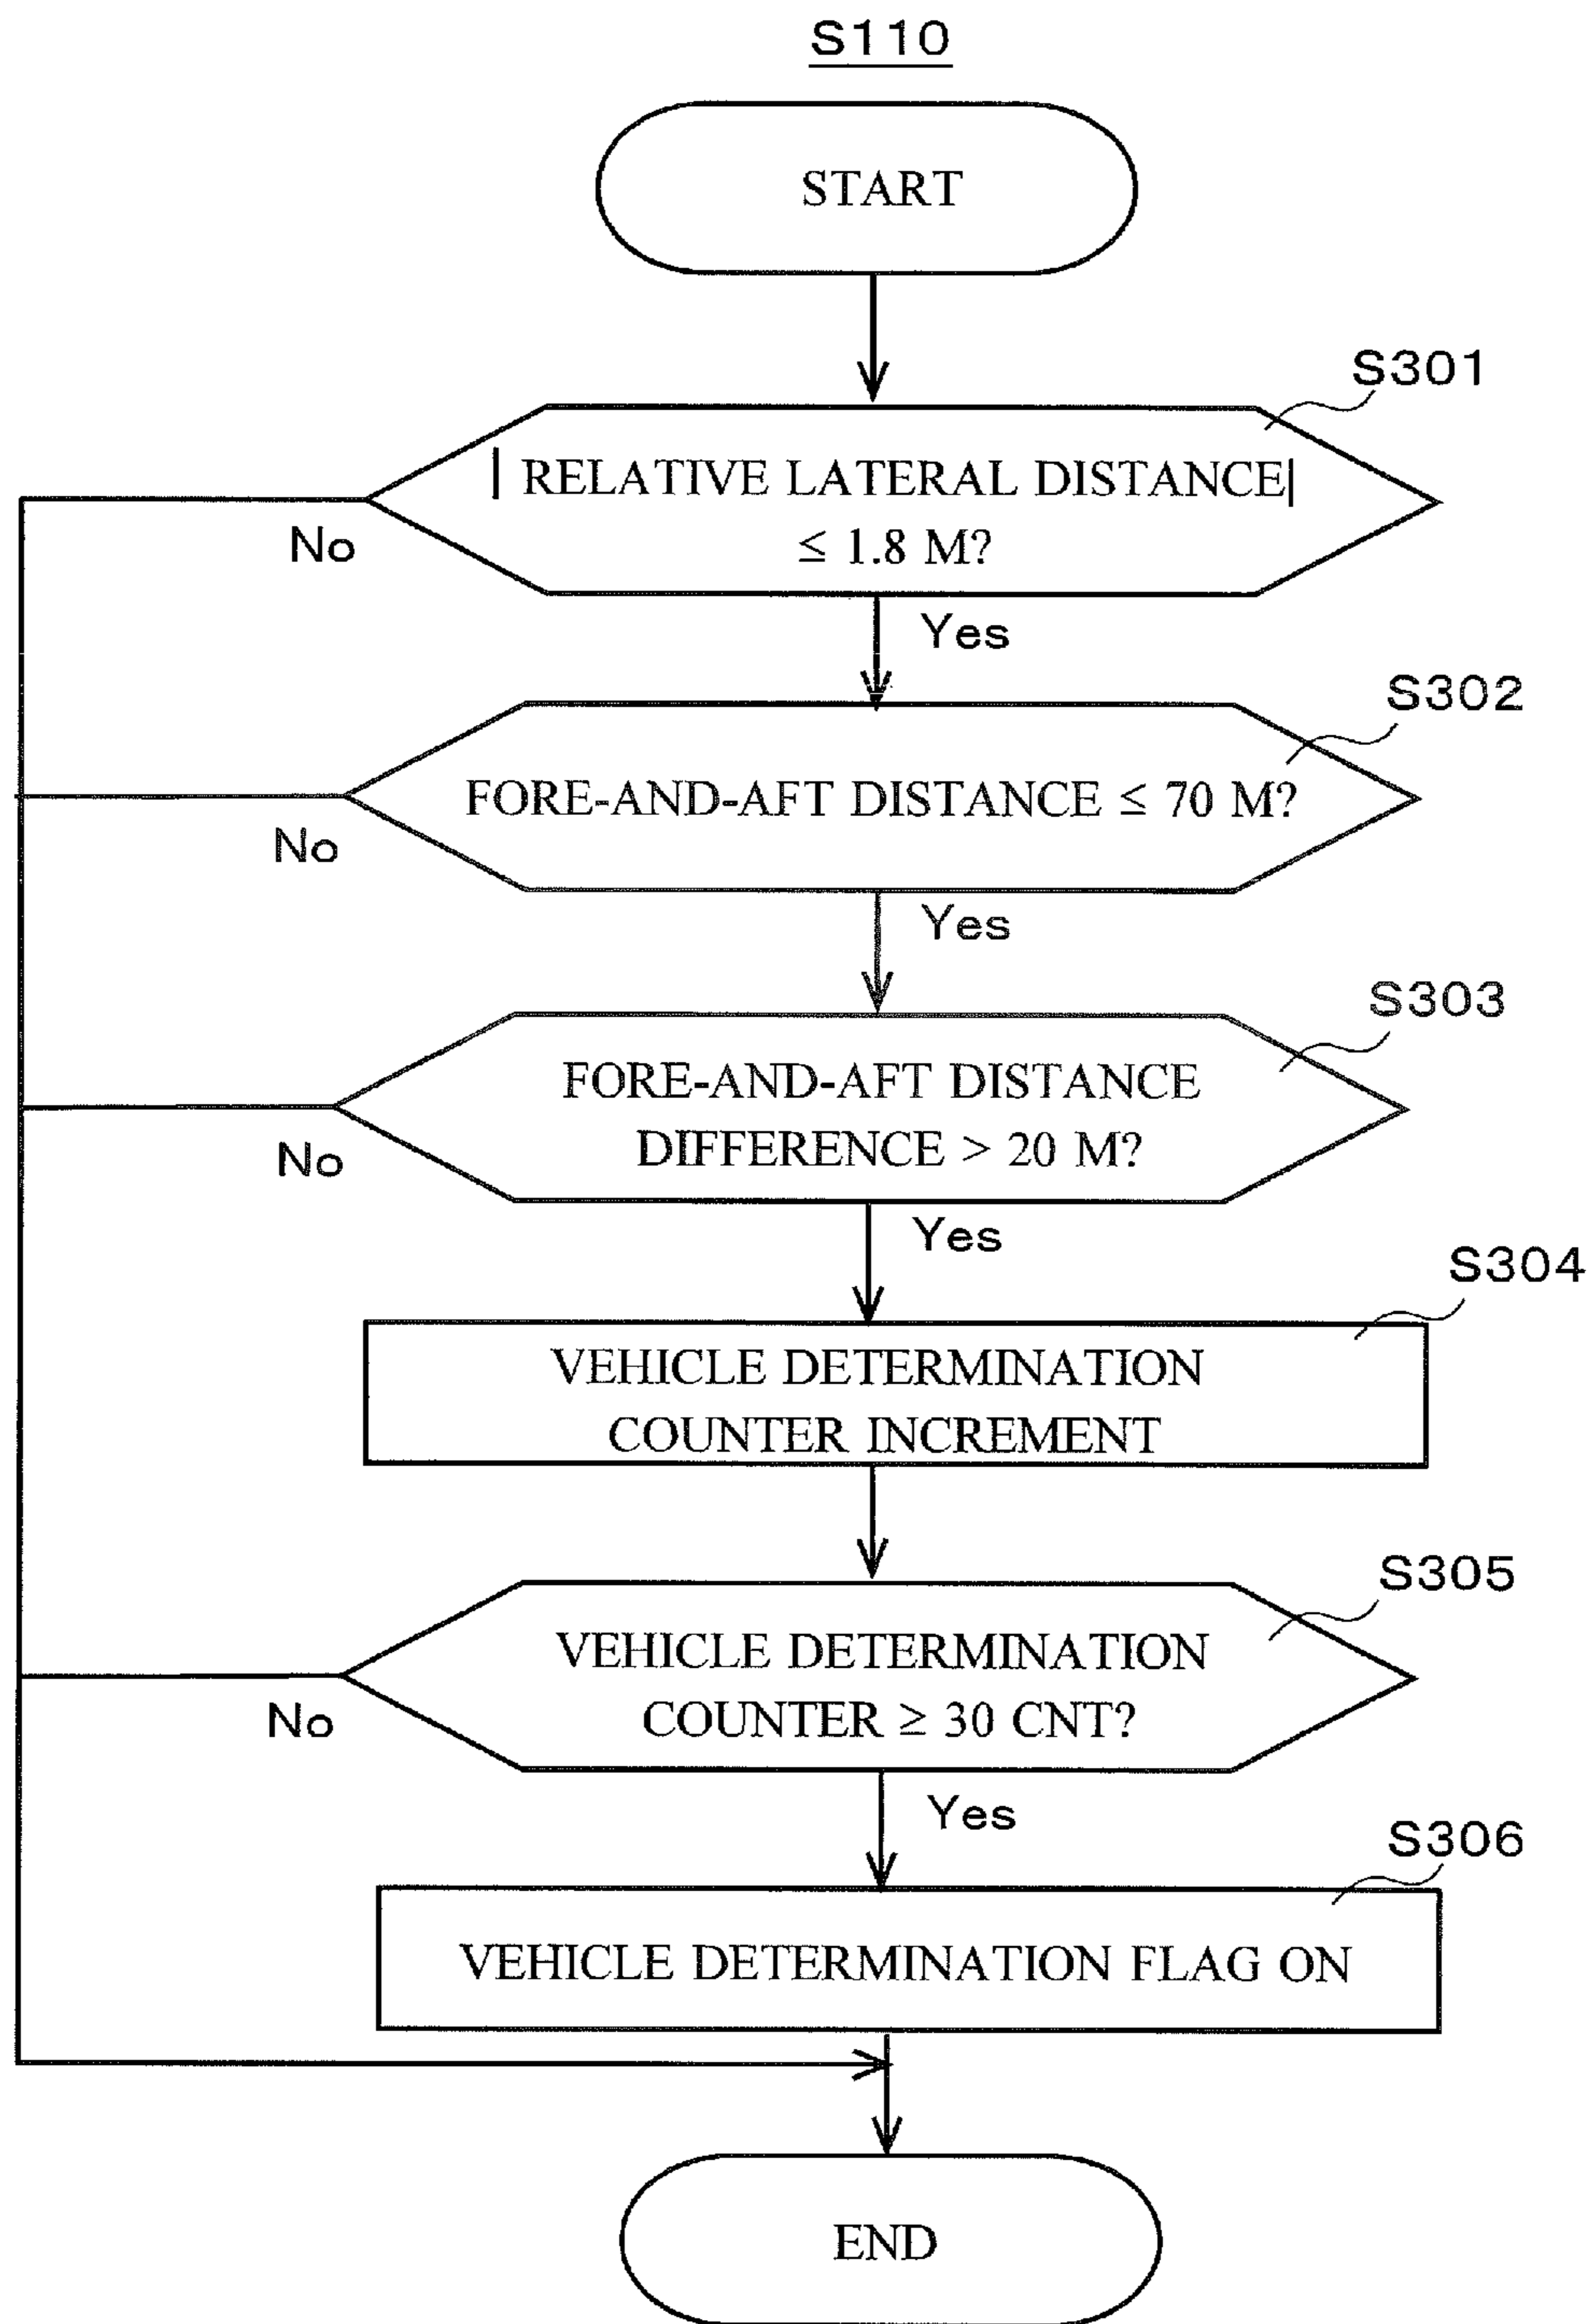 S110
START
S301
| RELATIVE LATERAL DISTANCE|
≤ 1.8 M?
No
Yes
S302
FORE-AND-AFT DISTANCE ≤ 70 M?
No
Yes
S303
FORE-AND-AFT DISTANCE
DIFFERENCE > 20 M?
No
Yes
S304
VEHICLE DETERMINATION
COUNTER INCREMENT
S305
VEHICLE DETERMINATION
COUNTER ≥ 30 CNT?
No
Yes
S306
VEHICLE DETERMINATION FLAG ON
END